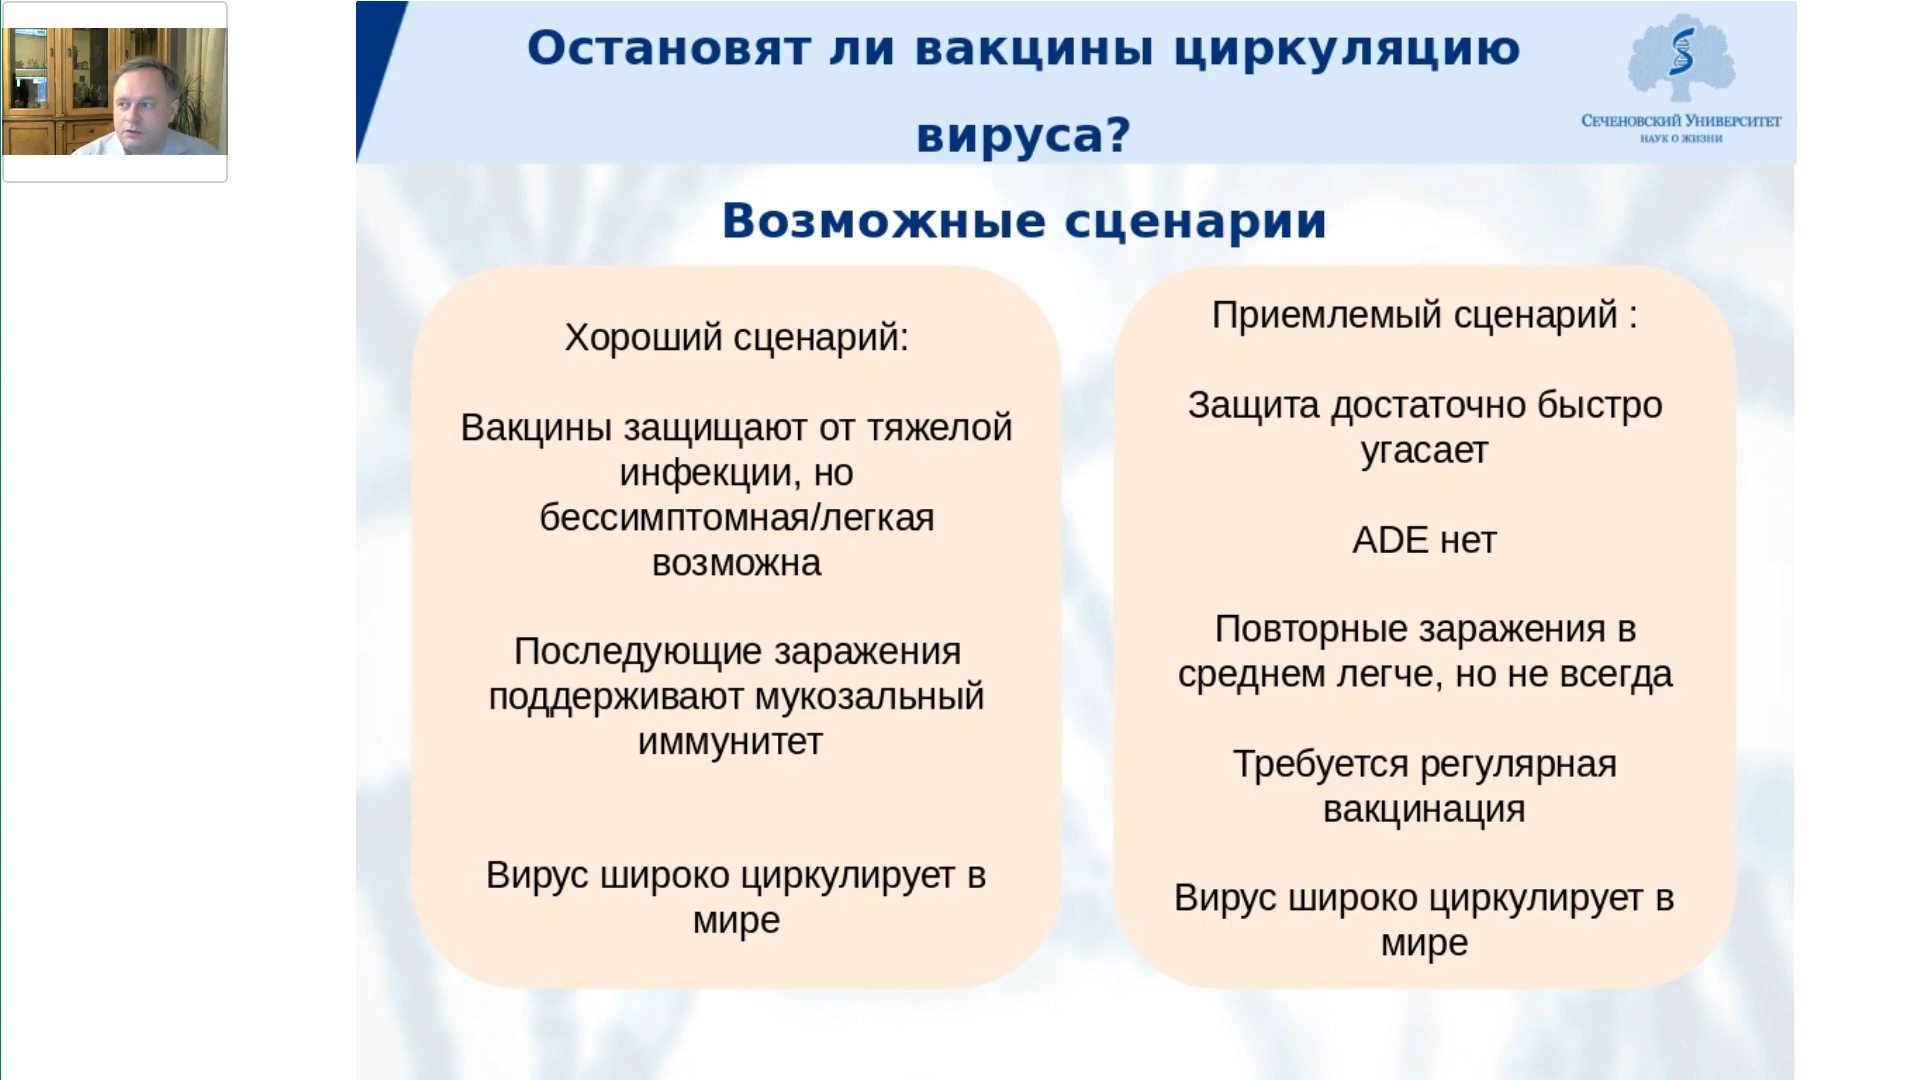 Остановят ли вакцины циркуляцию
вируса?
Сеченовский Университет
наук о жизни
Возможные сценарии
Хороший сценарий:
Вакцины защищают от тяжелой
инфекции, но
бессимптомная/легкая
возможна
Последующие заражения
поддерживают мукозальный
иммунитет
Вирус широко циркулирует в
мире
Приемлемый сценарий :
Защита достаточно быстро
угасает
ADE нет
Повторные заражения в
среднем легче, но не всегда
Требуется регулярная
вакцинация
Вирус широко циркулирует в
мире